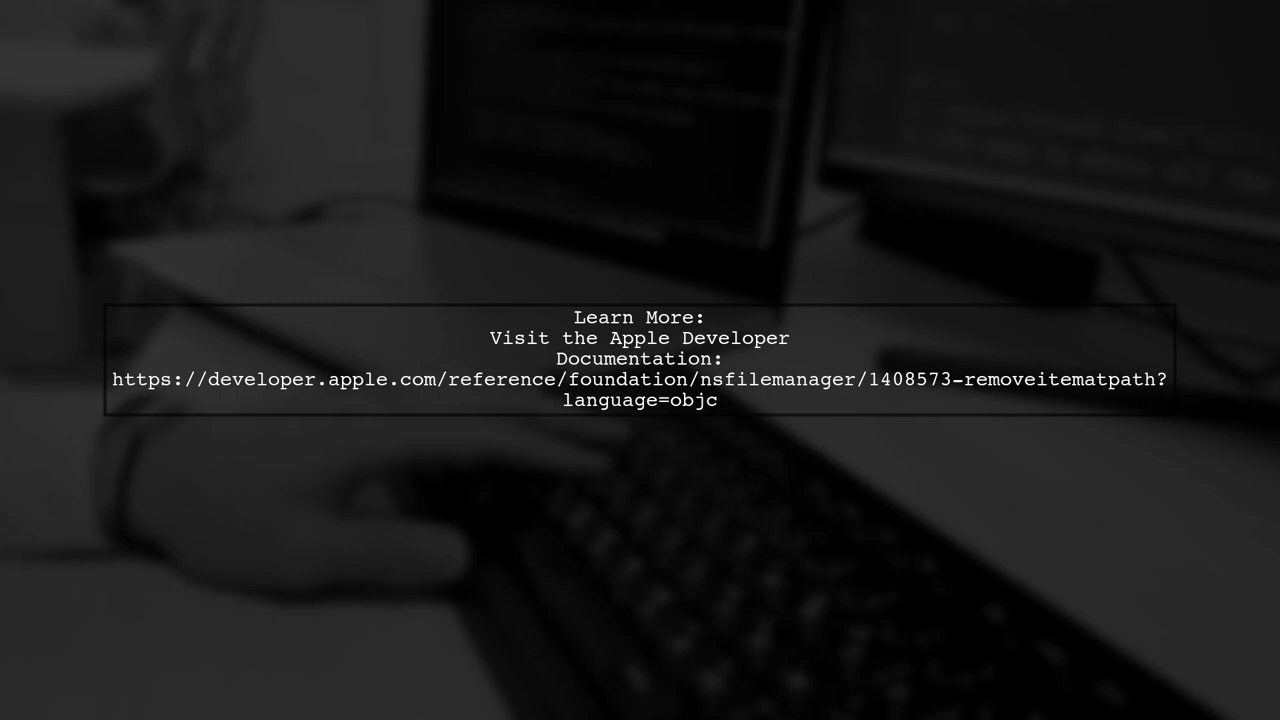 Learn More:
Visit the Apple Developer
Documentation:
https://developer.apple.com/reference/foundation/nsfilemanager/1408573-removeitematpath?
language=objc